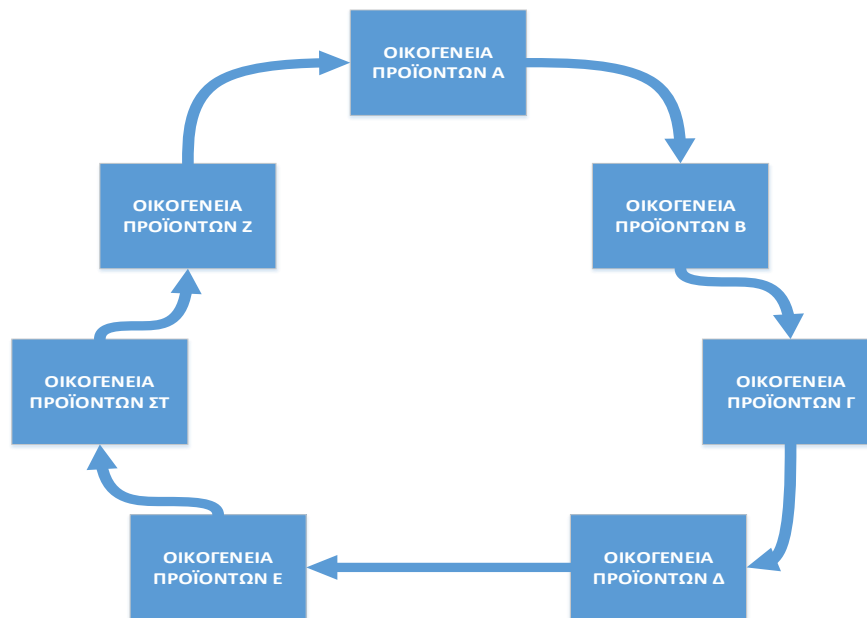 ΟΙΚΟΓΕΝΕΙΑ
ΠΡΟΪΟΝΤΩΝ Α
ΟΙΚΟΓΕΝΕΙΑ
ΠΡΟΪΟΝΤΩΝ Β
ΟΙΚΟΓΕΝΕΙΑ
ΠΡΟΪΟΝΤΩΝ Γ
ΟΙΚΟΓΕΝΕΙΑ
ΠΡΟΪΟΝΤΩΝ Δ
ΟΙΚΟΓΕΝΕΙΑ
ΠΡΟΪΟΝΤΩΝ Ε
ΟΙΚΟΓΕΝΕΙΑ
ΠΡΟΪΟΝΤΩΝ ΣΤ
ΟΙΚΟΓΕΝΕΙΑ
ΠΡΟΪΟΝΤΩΝ Ζ